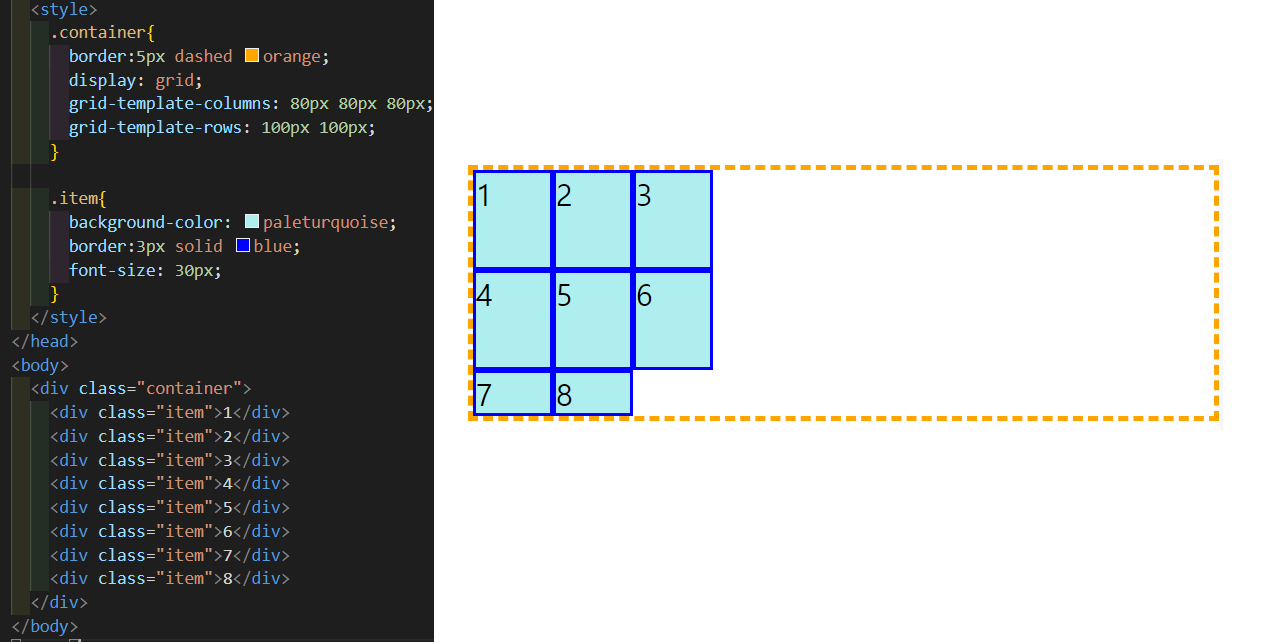 <style>
.container{
border:5px dashed orange;
display: grid;
grid-template-columns: 80px 80px 80px;
grid-template-rows: 100px 100px;
}
.item{
background-color: paleturquoise;
border:3px solid blue;
font-size: 30px;
}
</style>
</head>
<body>
<div class="container">
<div class="item">1</div>
<div class="item">2</div>
<div class="item">3</div>
<div class="item">4</div>
<div class="item">5</div>
<div class="item">6</div>
<div class="item">7</div>
<div class="item">8</div>
</div>
</body>
1 2 3
4 5 6
7 8